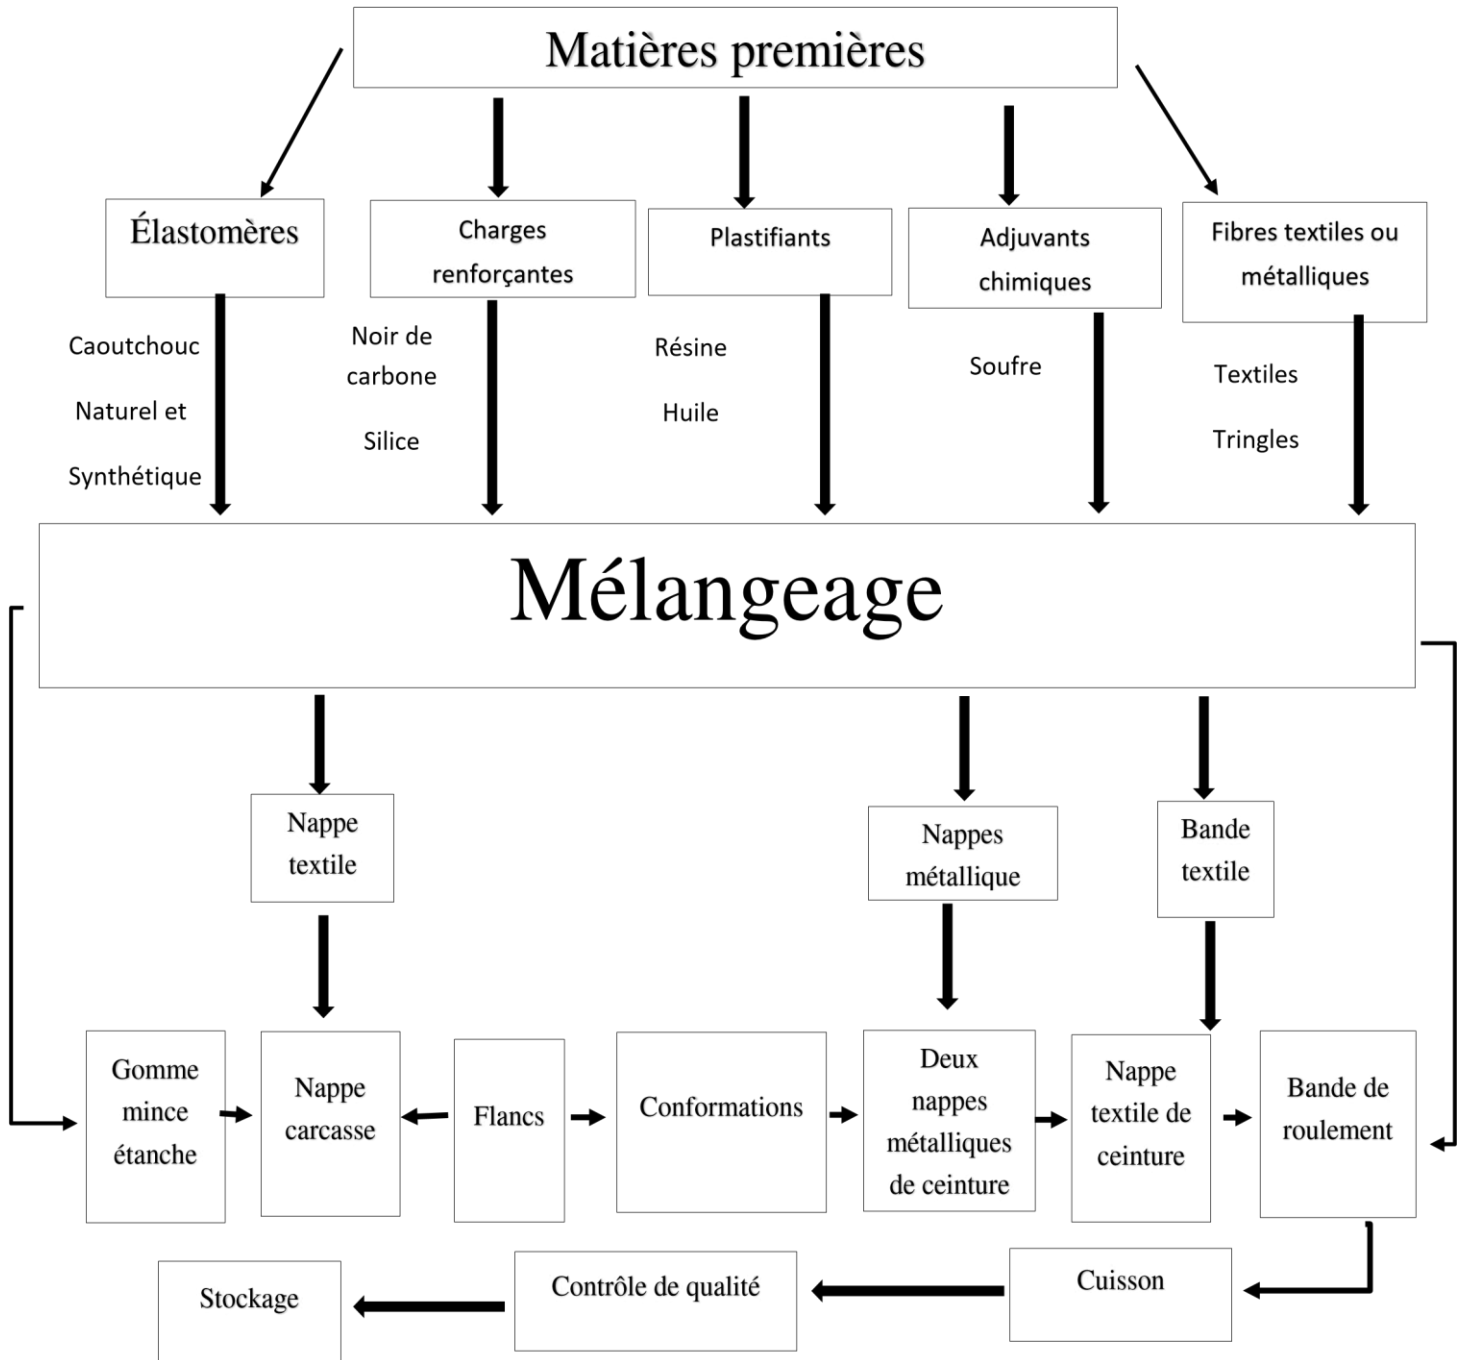 Matières premières
Élastomères
Charges
renforçantes
Plastifiants
Adjuvants
chimiques
Fibres textiles ou
métalliques
Caoutchouc
Naturel et
Synthétique
Noir de
carbone
Silice
Résine
Huile
Soufre
Textiles
Tringles
Mélangeage
Nappe
textile
Nappes
métallique
Bande
textile
Gomme
mince
étanche
Nappe
carcasse
Flancs
Conformations
Deux
nappes
métalliques
de ceinture
Nappe
textile de
ceinture
Bande de
roulement
Stockage
Contrôle de qualité
Cuisson